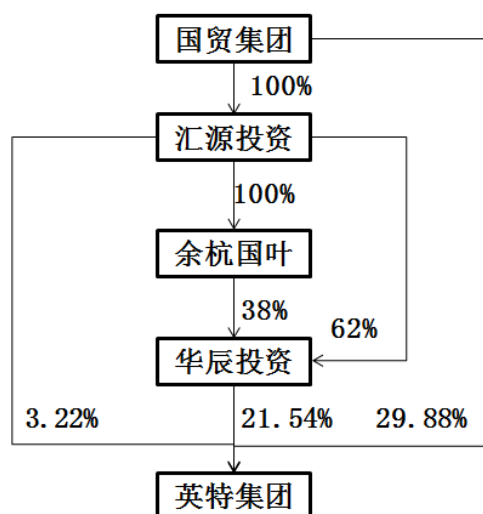 国贸集团
100%
汇源投资
100%
余杭国叶
38%
62%
华辰投资
3.22%
21.54%
29.88%
英特集团